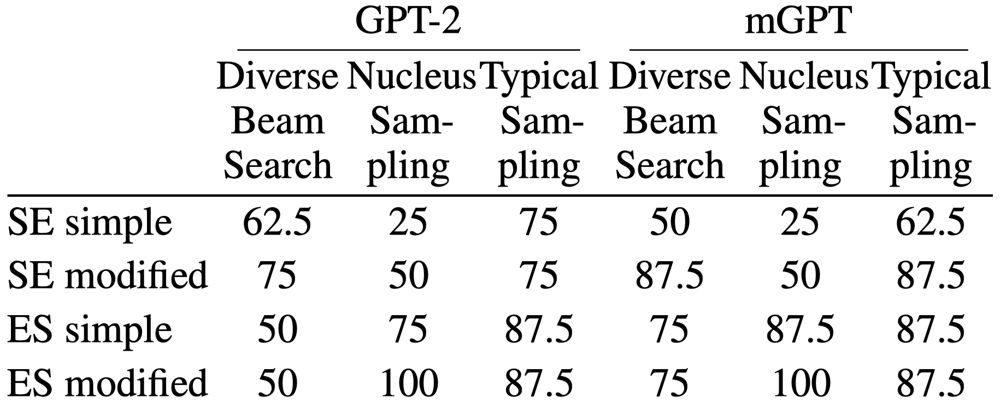 GPT-2 mGPT
Diverse Nucleus Typical Diverse Nucleus Typical
Beam Sam- Sam- Beam Sam- Sam-
Search pling pling Search pling pling
SE simple 62.5 25 75 50 25 62.5
SE modified 75 50 75 87.5 50 87.5
ES simple 50 75 87.5 75 87.5 87.5
ES modified 50 100 87.5 75 100 87.5